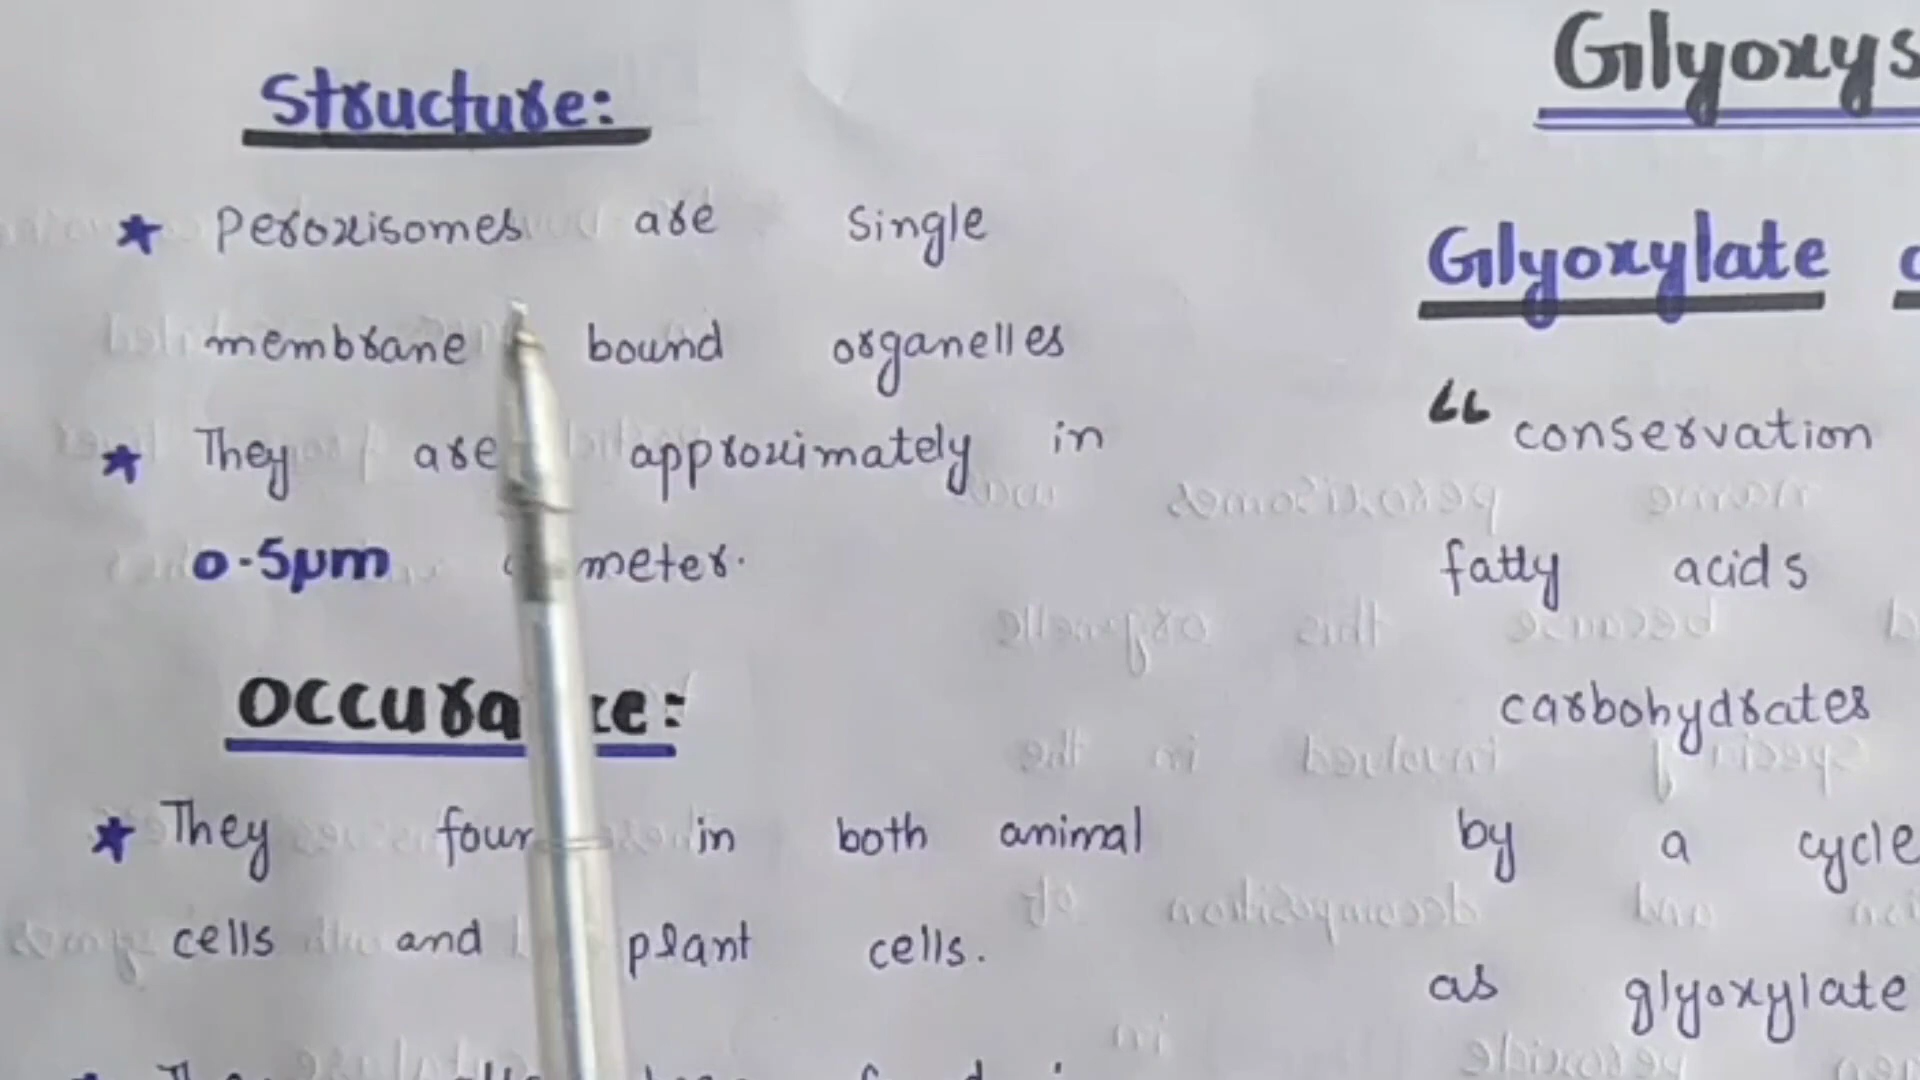 Structure:
★ Peroxisomes are Single
membrane bound organelles
★ They are approximately in
0.5µm meter.
Occurance:
★ They four in both animal
cells and plant cells.
Glyoxys
Glyoxylate
“ conservation
fatty acids
carbohydrates
by a cycle
as glyoxylate